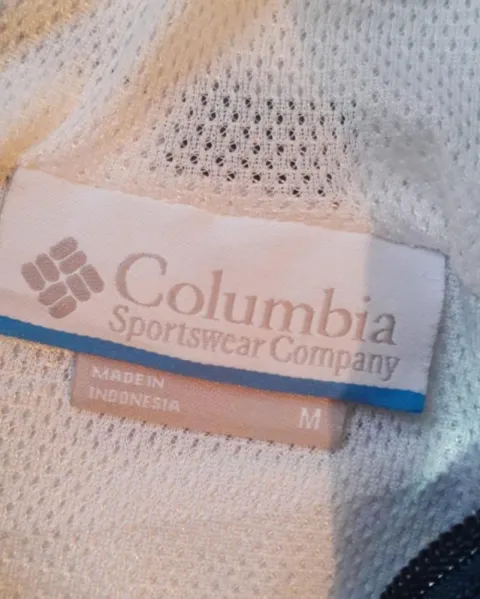 Columbia
Sportswear Company
MADE IN
INDONESIA
M